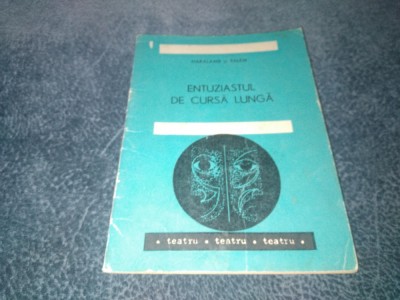 ENTUZIASTUL
DE CURSĂ LUNGĂ
• teatru • teatru • teatru •